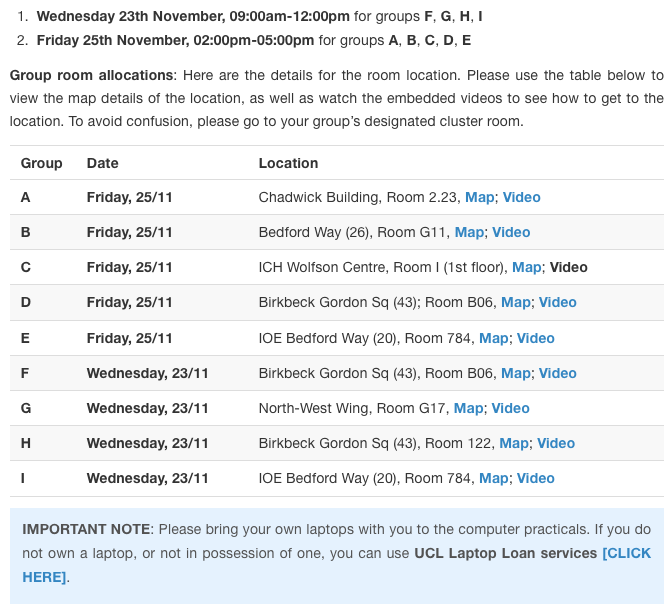 1. Wednesday 23th November, 09:00am-12:00pm for groups F, G, H, I
2. Friday 25th November, 02:00pm-05:00pm for groups A, B, C, D, E
Group room allocations: Here are the details for the room location. Please use the table below to
view the map details of the location, as well as watch the embedded videos to see how to get to the
location. To avoid confusion, please go to your group's designated cluster room.
Group Date Location
A Friday, 25/11 Chadwick Building, Room 2.23, Map; Video
B Friday, 25/11 Bedford Way (26), Room G11, Map; Video
C Friday, 25/11 ICH Wolfson Centre, Room I (1st floor), Map; Video
D Friday, 25/11 Birkbeck Gordon Sq (43); Room B06, Map; Video
E Friday, 25/11 IOE Bedford Way (20), Room 784, Map; Video
F Wednesday, 23/11 Birkbeck Gordon Sq (43), Room B06, Map; Video
G Wednesday, 23/11 North-West Wing, Room G17, Map; Video
H Wednesday, 23/11 Birkbeck Gordon Sq (43), Room 122, Map; Video
I Wednesday, 23/11 IOE Bedford Way (20), Room 784, Map; Video
IMPORTANT NOTE: Please bring your own laptops with you to the computer practicals. If you do
not own a laptop, or not in possession of one, you can use UCL Laptop Loan services [CLICK
HERE].